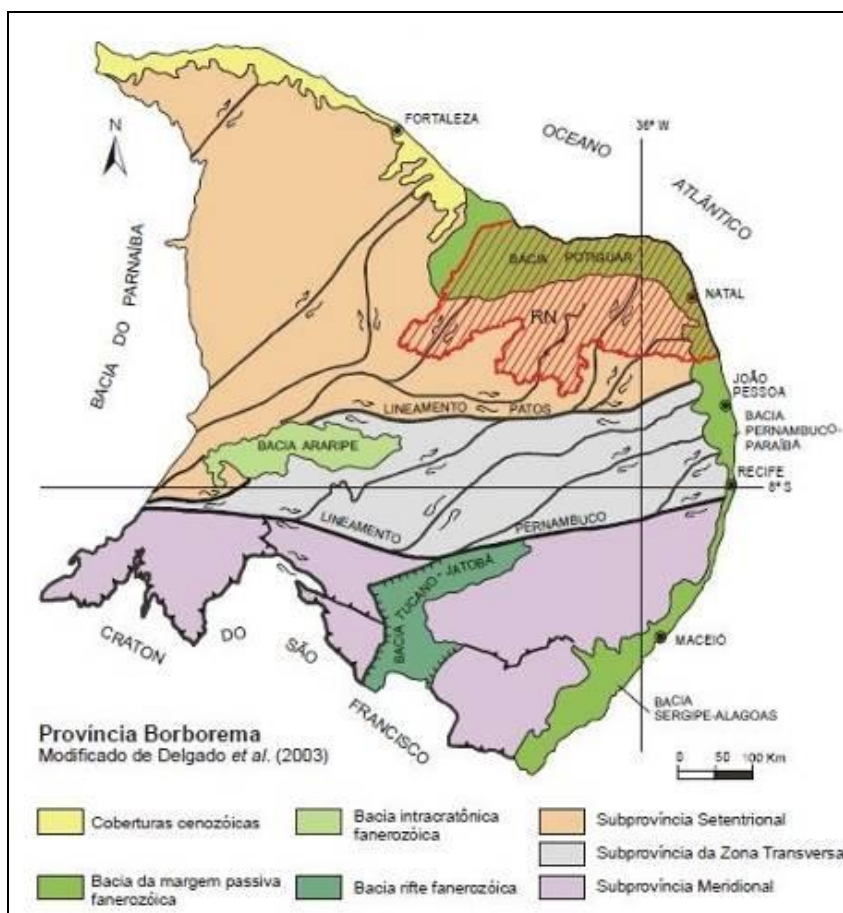 N
FORTALEZA
OCEANO
36° W
ATLÂNTICO
BACIA DO PARNAÍBA
BACIA POTIGUAR
NATAL
RN
LINEAMENTO PATOS
JOÃO
PESSOA
BACIA
PERNAMBUCO-
PARAÍBA
BACIA ARARIPE
RECIFE
8° S
LINEAMENTO PERNAMBUCO
BACIA TUCANO-JATOBÁ
CRATON DO SÃO FRANCISCO
MACEIÓ
BACIA
SERGIPE-ALAGOAS
Província Borborema
Modificado de Delgado et al. (2003)
0 50 100 Km
Coberturas cenozóicas
Bacia intracratônica
fanerozóica
Subprovíncia Setentrional
Subprovíncia da Zona Transversa
Bacia da margem passiva
fanerozóica
Bacia rifte fanerozóica
Subprovíncia Meridional